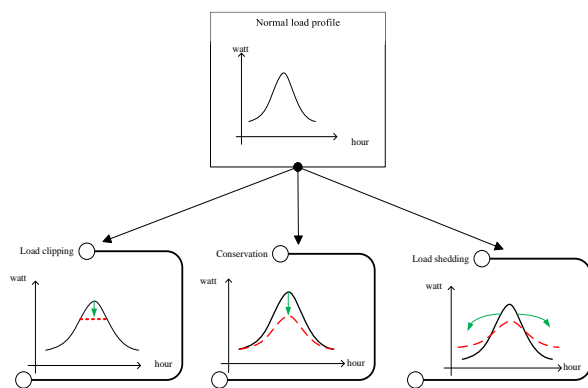 Normal load profile
watt
hour
Load clipping
watt
hour
Conservation
watt
hour
Load shedding
watt
hour